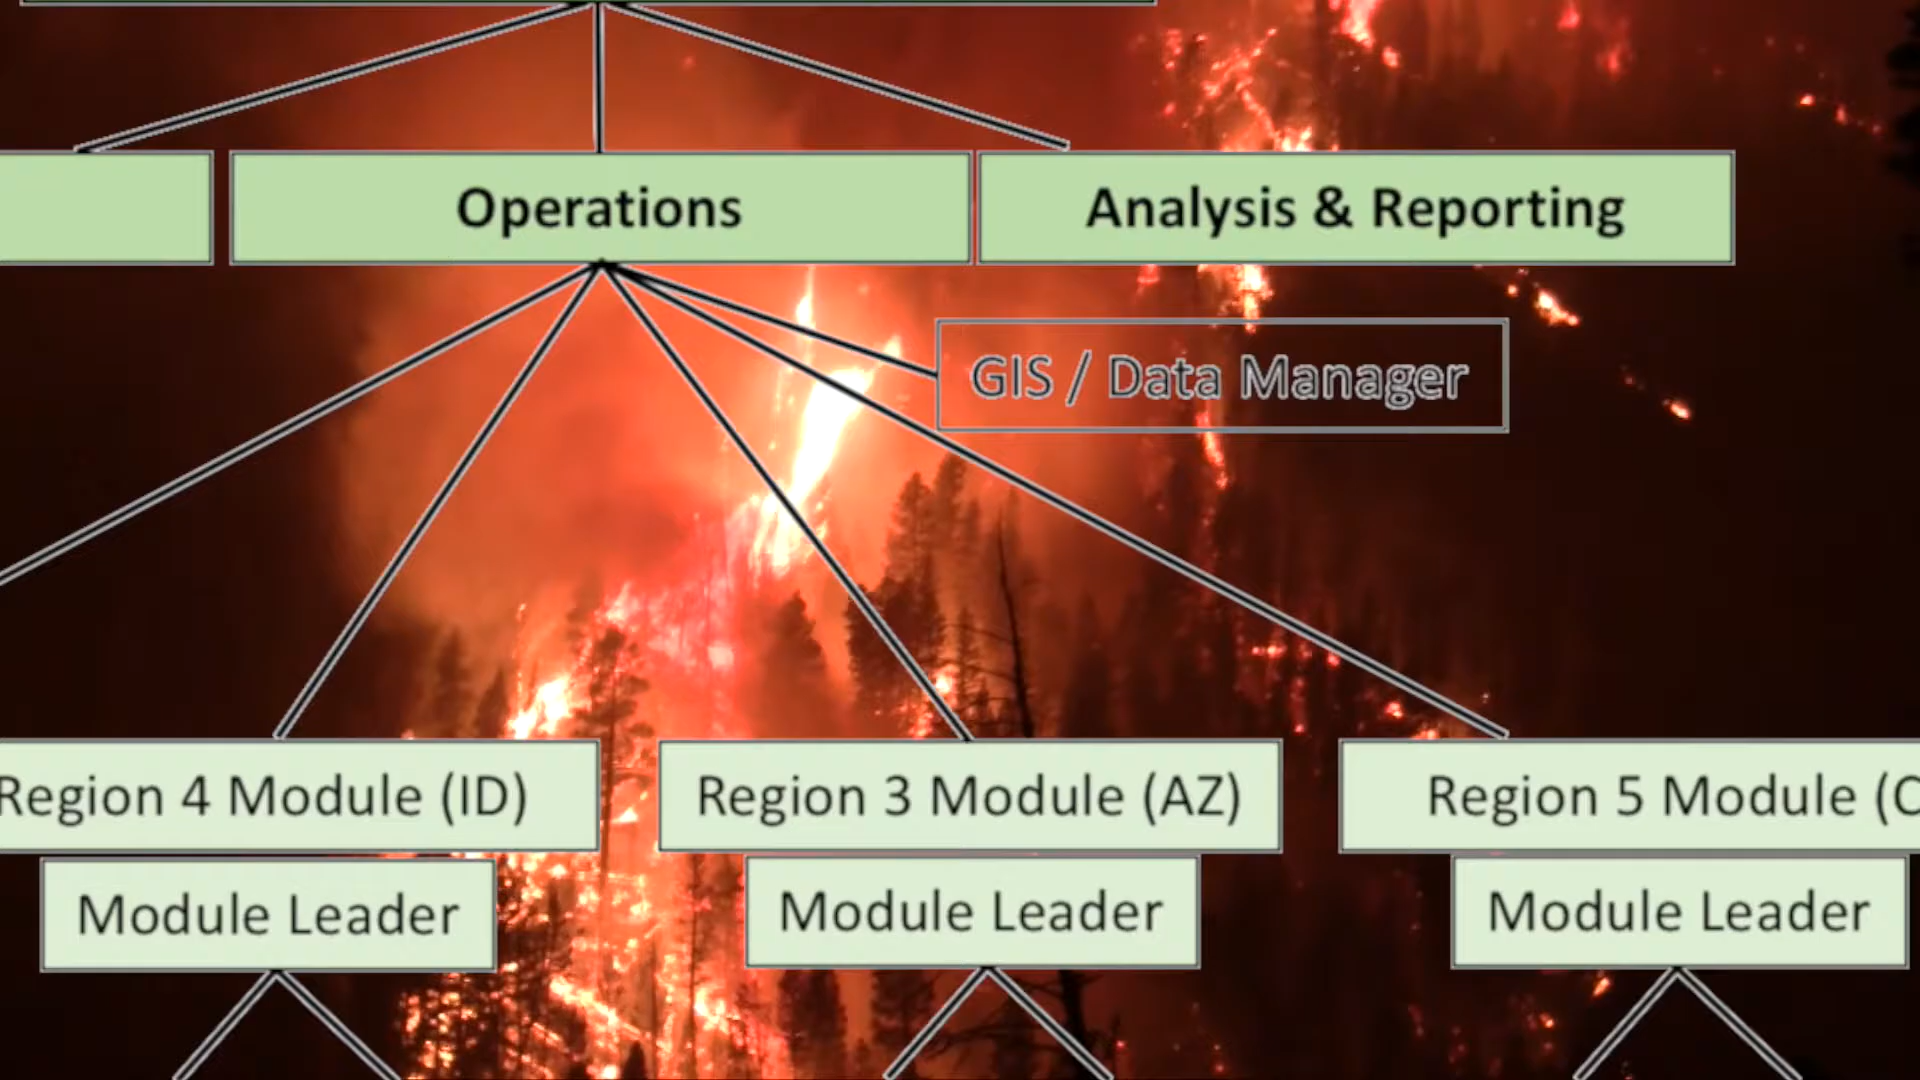 Operations
Analysis & Reporting
GIS / Data Manager
Region 4 Module (ID)
Region 3 Module (AZ)
Region 5 Module (C
Module Leader
Module Leader
Module Leader